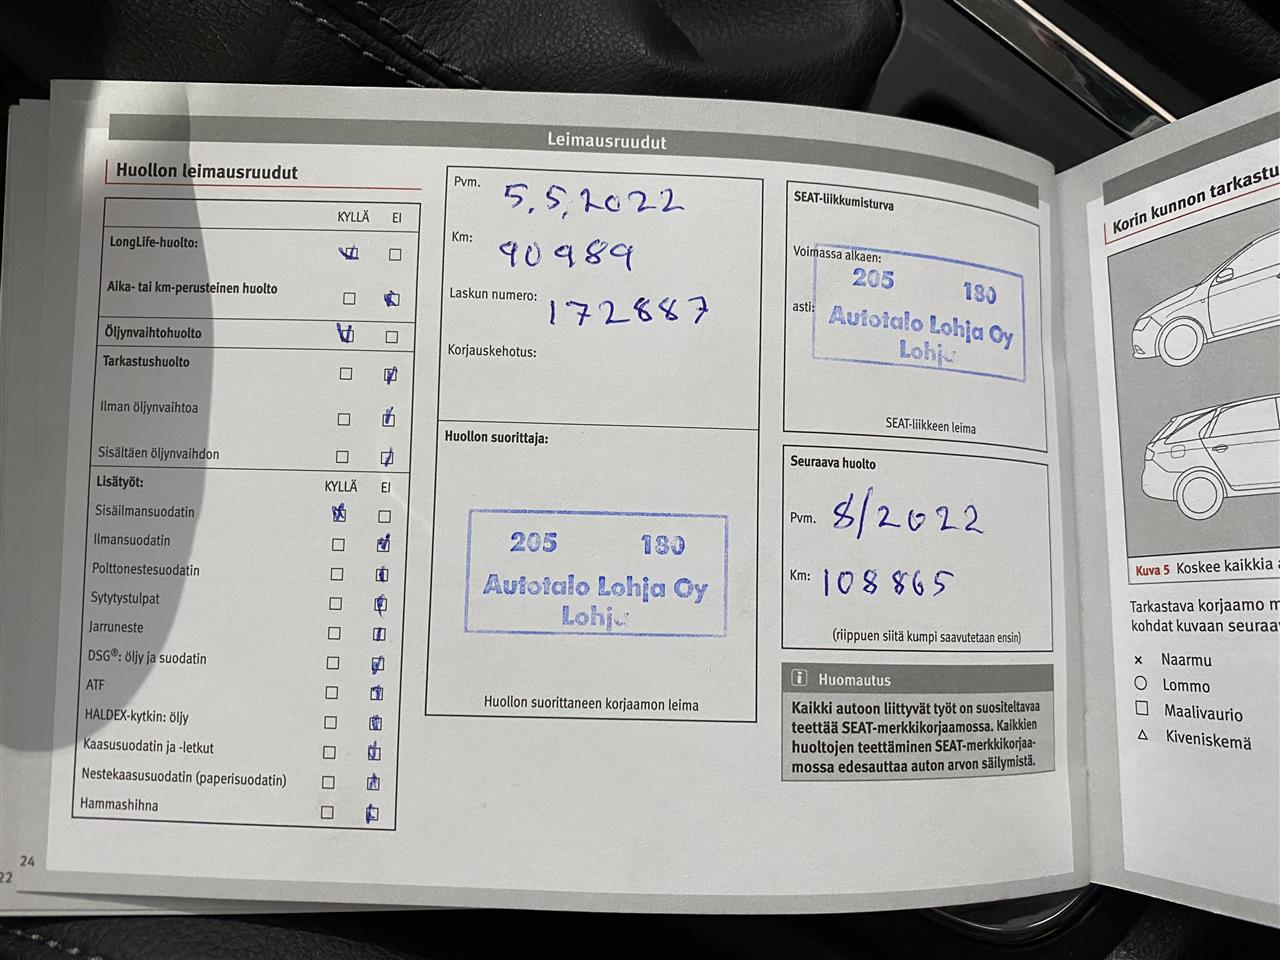 Leimausruudut
Huollon leimausruudut
KYLLÄ EI
LongLife-huolto:
Aika- tai km-perusteinen huolto
Öljynvaihtohuolto
Tarkastushuolto
Ilman öljynvaihtoa
Sisältäen öljynvaihdon
Lisätyöt: KYLLÄ EI
Sisäilmansuodatin
Ilmansuodatin
Polttonestesuodatin
Sytytystulpat
Jarruneste
DSG®: öljy ja suodatin
ATF
HALDEX-kytkin: öljy
Kaasusuodatin ja -letkut
Nestekaasusuodatin (paperisuodatin)
Hammashihna
24
22
Pvm. 5.5.2022
Km: 90989
Laskun numero: 172887
Korjauskehotus:
Huollon suorittaja:
205 180
Autotalo Lohja Oy
Lohja
Huollon suorittaneen korjaamon leima
SEAT-liikkumisturva
Voimassa alkaen:
asti:
205 180
Autotalo Lohja Oy
Lohja
SEAT-liikkeen leima
Seuraava huolto
Pvm. 8/2022
Km: 108865
(riippuen siitä kumpi saavutetaan ensin)
i Huomautus
Kaikki autoon liittyvät työt on suositeltavaa
teettää SEAT-merkkikorjaamossa. Kaikkien
huoltojen teettäminen SEAT-merkkikorjaa-
mossa edesauttaa auton arvon säilymistä.
Korin kunnon tarkastu
Kuva 5 Koskee kaikkia
Tarkastava korjaamo
kohdat kuvaan seuraav
x Naarmu
○ Lommo
□ Maalivaurio
△ Kiveniskemä